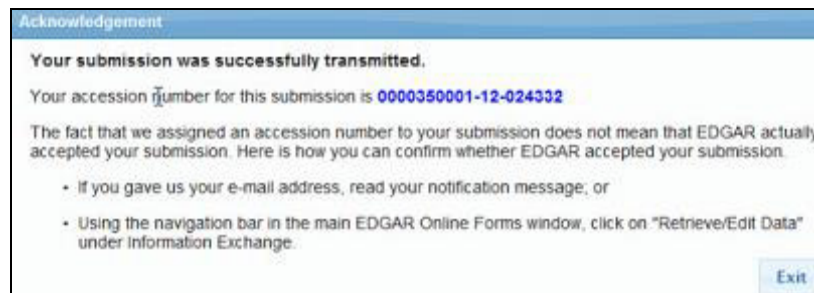 Acknowledgement
Your submission was successfully transmitted.
Your accession number for this submission is 0000350001-12-024332
The fact that we assigned an accession number to your submission does not mean that EDGAR actually
accepted your submission. Here is how you can confirm whether EDGAR accepted your submission.
• If you gave us your e-mail address, read your notification message; or
• Using the navigation bar in the main EDGAR Online Forms window, click on "Retrieve/Edit Data"
under Information Exchange.
Exit